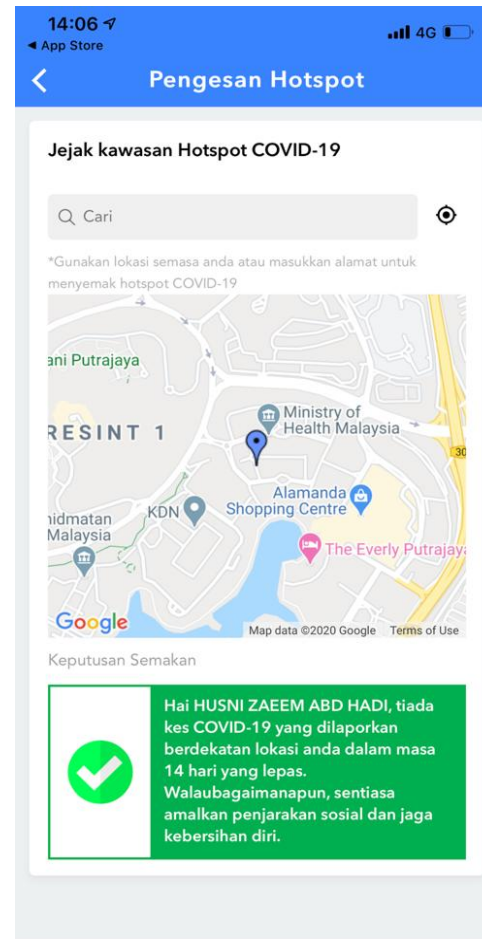 14:06
4G
◀ App Store
Pengesan Hotspot
Jejak kawasan Hotspot COVID-19
Cari
*Gunakan lokasi semasa anda atau masukkan alamat untuk
menyemak hotspot COVID-19
ani Putrajaya
Ministry of
Health Malaysia
RESINT 1
30
Alamanda
Shopping Centre
KDN
nidmatan
Malaysia
The Everly Putrajaya
Google
Map data ©2020 Google
Terms of Use
Keputusan Semakan
Hai HUSNI ZAEEM ABD HADI, tiada
kes COVID-19 yang dilaporkan
berdekatan lokasi anda dalam masa
14 hari yang lepas.
Walaubagaimanapun, sentiasa
amalkan penjarakan sosial dan jaga
kebersihan diri.